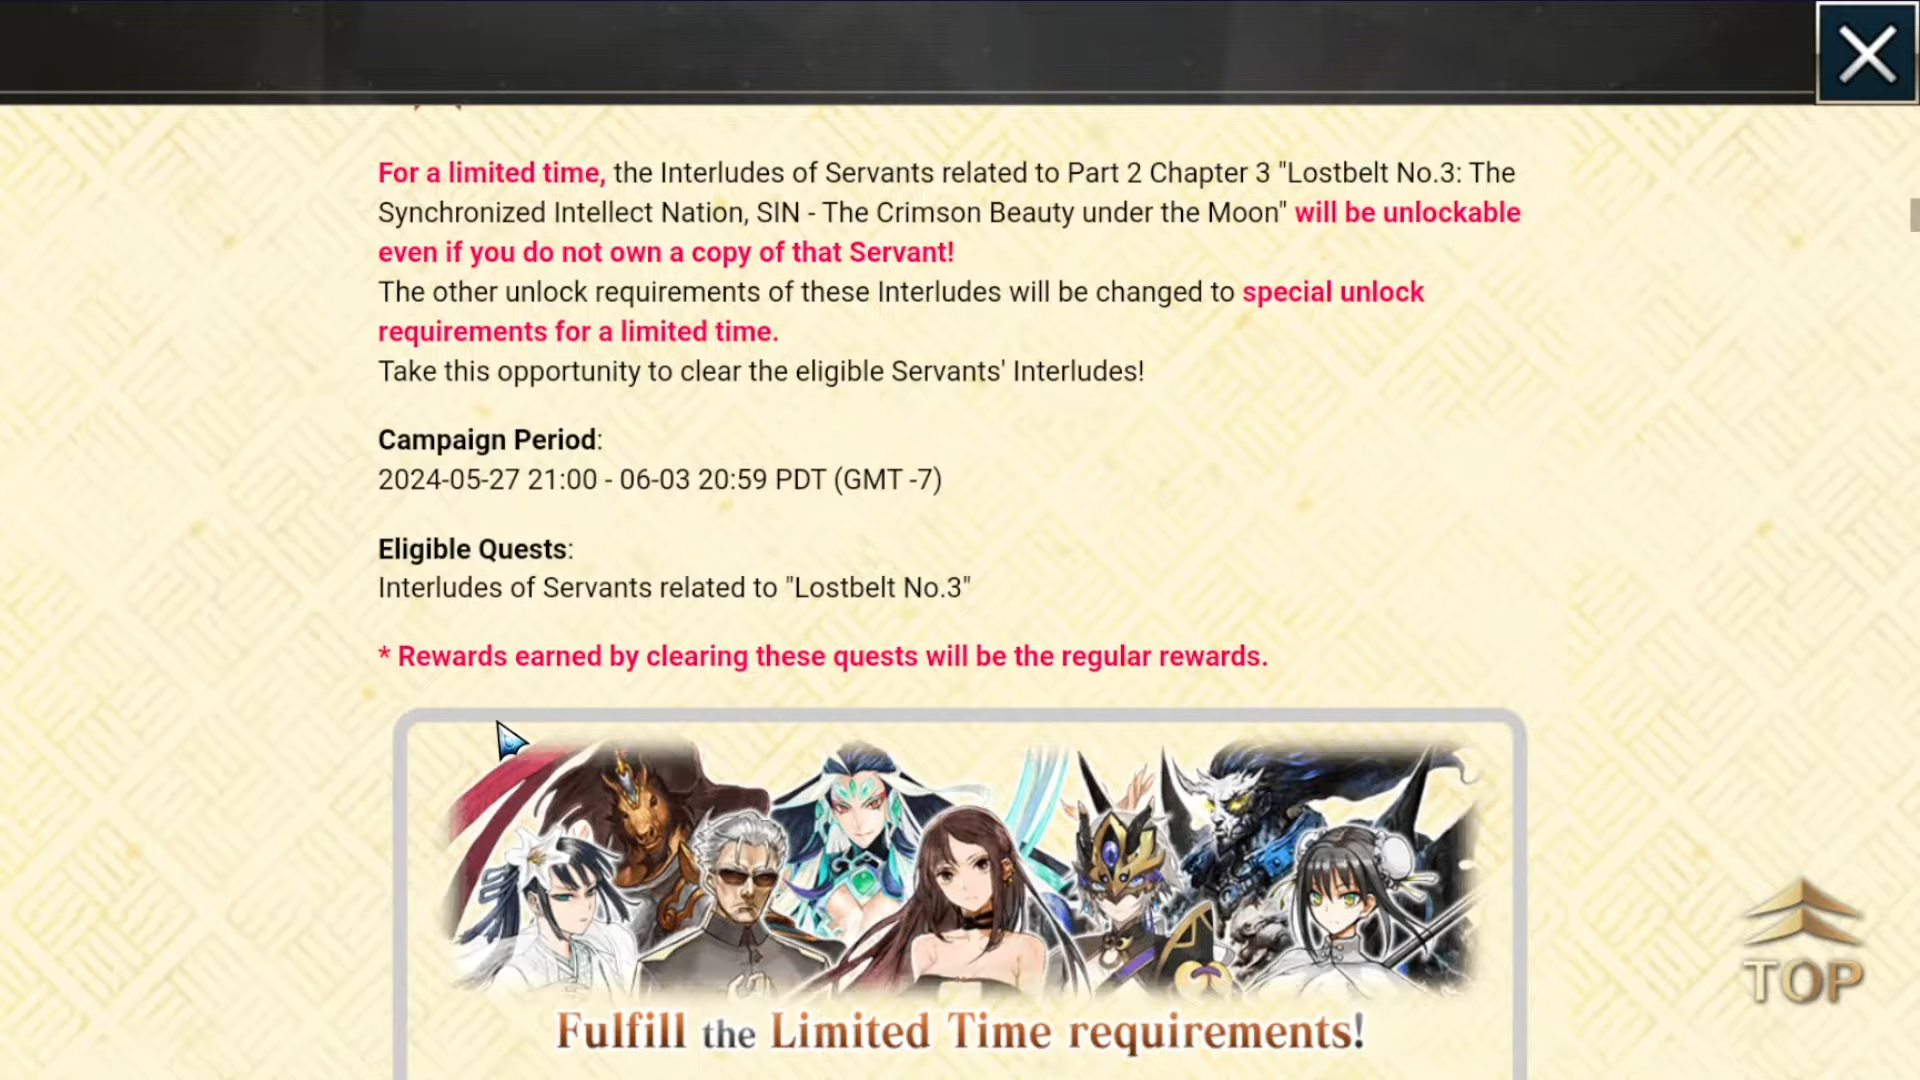 For a limited time, the Interludes of Servants related to Part 2 Chapter 3 "Lostbelt No.3: The
Synchronized Intellect Nation, SIN - The Crimson Beauty under the Moon" will be unlockable
even if you do not own a copy of that Servant!
The other unlock requirements of these Interludes will be changed to special unlock
requirements for a limited time.
Take this opportunity to clear the eligible Servants' Interludes!
Campaign Period:
2024-05-27 21:00 - 06-03 20:59 PDT (GMT -7)
Eligible Quests:
Interludes of Servants related to "Lostbelt No.3"
* Rewards earned by clearing these quests will be the regular rewards.
Fulfill the Limited Time requirements!
TOP